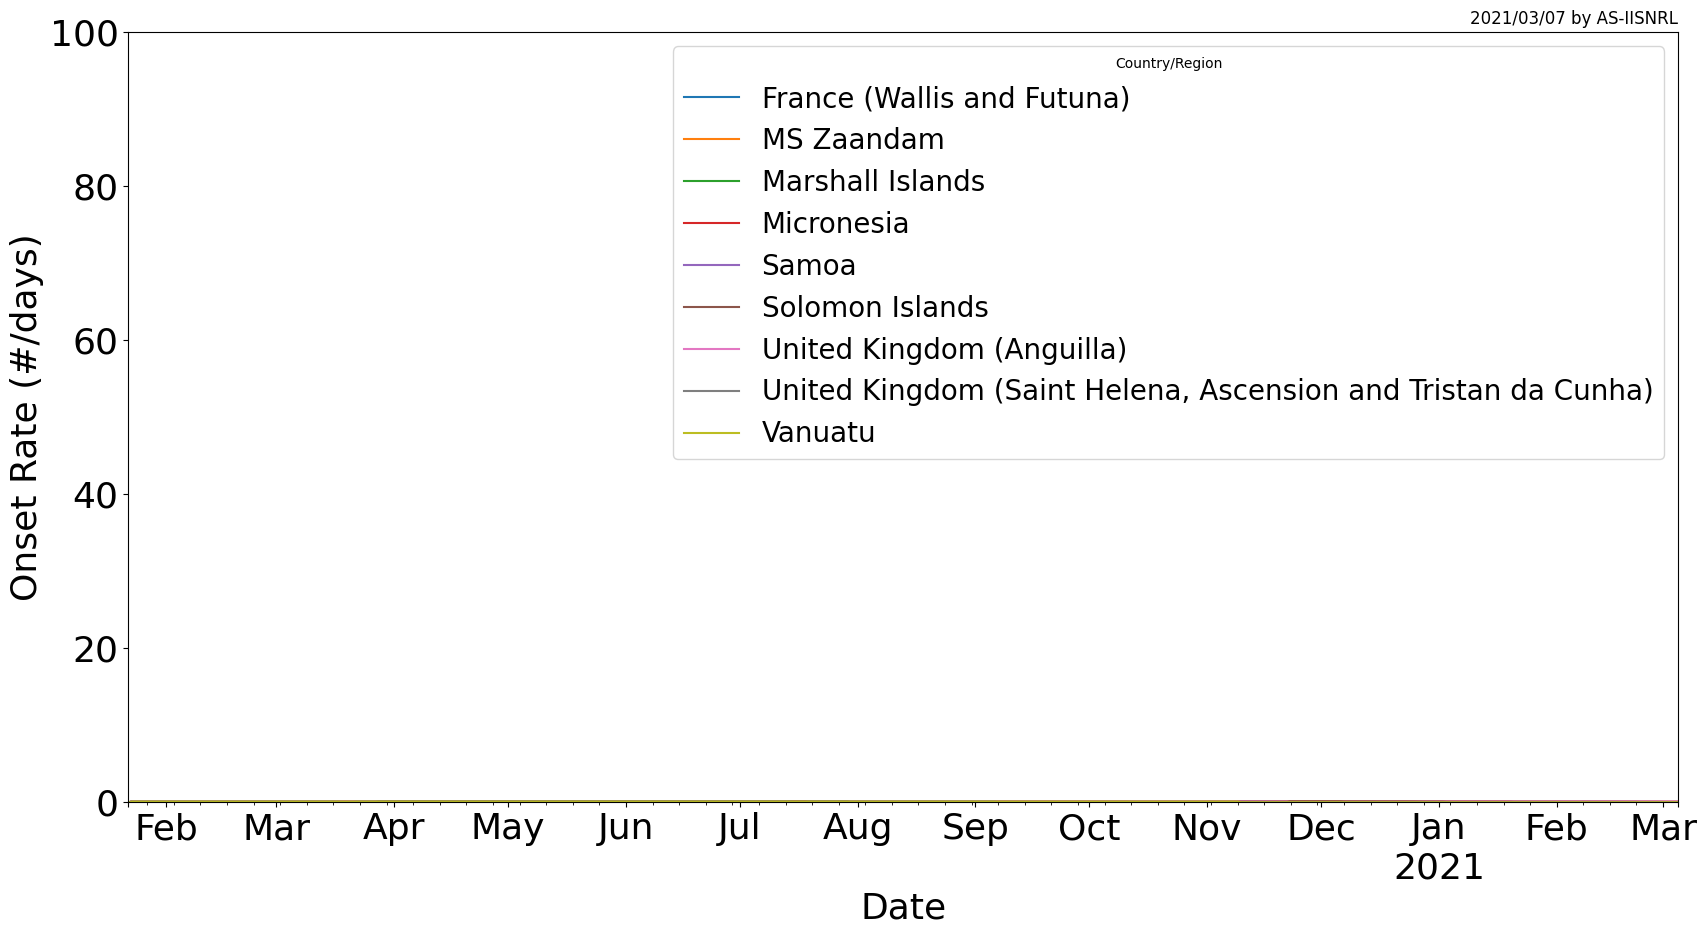 2021/03/07 by AS-IISNRL
Country/Region
France (Wallis and Futuna)
MS Zaandam
Marshall Islands
Micronesia
Samoa
Solomon Islands
United Kingdom (Anguilla)
United Kingdom (Saint Helena, Ascension and Tristan da Cunha)
Vanuatu
Onset Rate (#/days)
100
80
60
40
20
0
Feb Mar Apr May Jun Jul Aug Sep Oct Nov Dec Jan Feb Mar
2021
Date